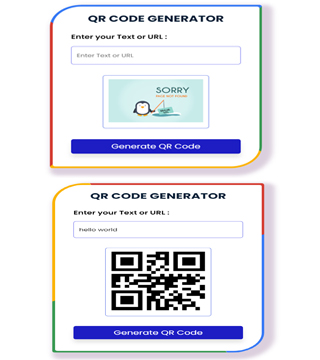 QR CODE GENERATOR
Enter your Text or URL :
Enter Text or URL
SORRY
PAGE NOT FOUND
Generate QR Code
QR CODE GENERATOR
Enter your Text or URL :
hello world
Generate QR Code